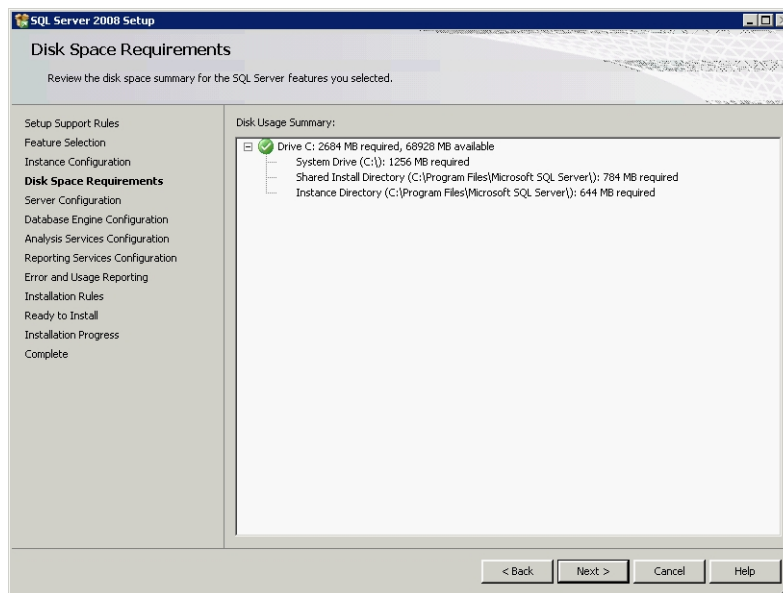 SQL Server 2008 Setup
Disk Space Requirements
Review the disk space summary for the SQL Server features you selected.
Setup Support Rules
Feature Selection
Instance Configuration
Disk Space Requirements
Server Configuration
Database Engine Configuration
Analysis Services Configuration
Reporting Services Configuration
Error and Usage Reporting
Installation Rules
Ready to Install
Installation Progress
Complete
Disk Usage Summary:
Drive C: 2684 MB required, 68928 MB available
System Drive (C:\): 1256 MB required
Shared Install Directory (C:\Program Files\Microsoft SQL Server\): 784 MB required
Instance Directory (C:\Program Files\Microsoft SQL Server\): 644 MB required
< Back
Next >
Cancel
Help